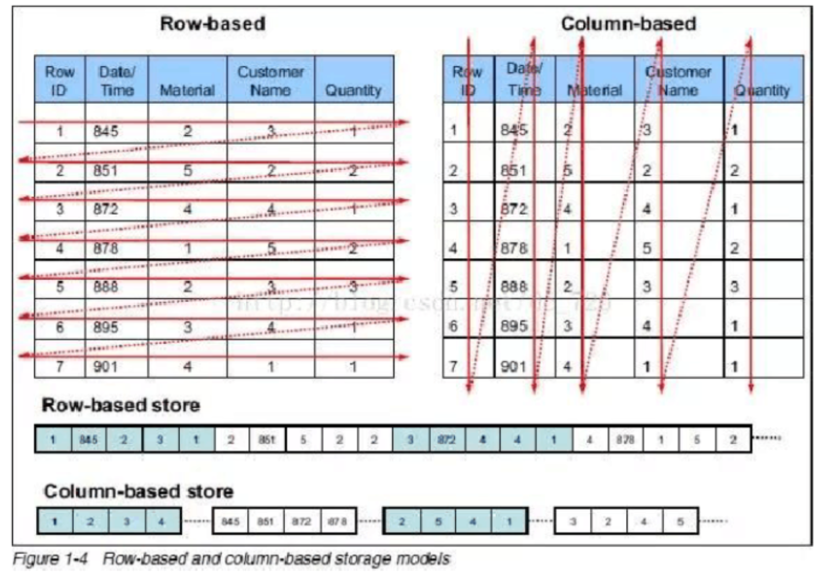 Row-based
Row ID Date/Time Material Customer Name Quantity
1 845 2 3 1
2 851 5 2 2
3 872 4 4 1
4 878 1 5 2
5 888 2 3 3
6 895 3 4 1
7 901 4 1 1
Column-based
Row ID Date/Time Material Customer Name Quantity
1 845 2 3 1
2 851 5 2 2
3 872 4 4 1
4 878 1 5 2
5 888 2 3 3
6 895 3 4 1
7 901 4 1 1
Row-based store
1 845 2 3 1 2 851 5 2 2 3 872 4 4 1 4 878 1 5 2
Column-based store
1 2 3 4 845 851 872 878 2 5 4 1 3 2 4 5
Figure 1-4 Row-based and column-based storage models